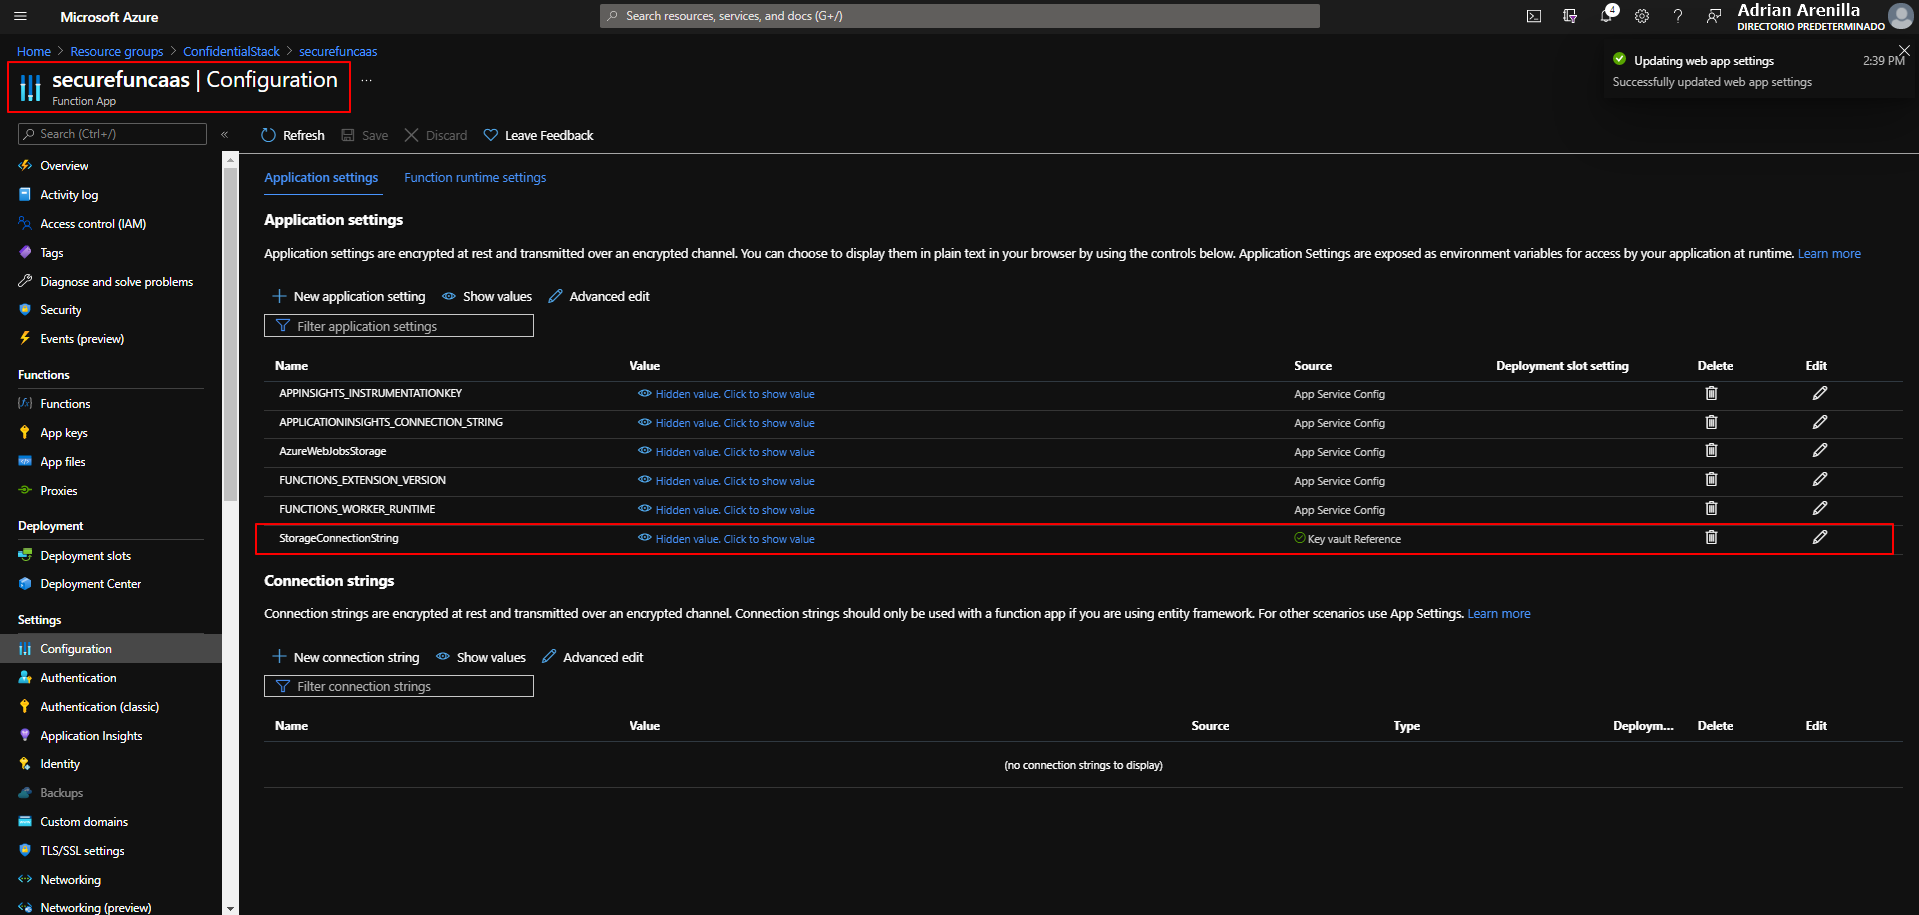 Microsoft Azure
Search resources, services, and docs (G+/)
4
Adrian Arenilla
DIRECTORIO PREDETERMINADO
Home > Resource groups > ConfidentialStack > securefuncaas
securefuncaas | Configuration
Function App
...
Updating web app settings
2:39 PM
Successfully updated web app settings
Search (Ctrl+/)
«
Refresh
Save
Discard
Leave Feedback
Overview
Activity log
Access control (IAM)
Tags
Diagnose and solve problems
Security
Events (preview)
Functions
Functions
App keys
App files
Proxies
Deployment
Deployment slots
Deployment Center
Settings
Configuration
Authentication
Authentication (classic)
Application Insights
Identity
Backups
Custom domains
TLS/SSL settings
Networking
Networking (preview)
Application settings
Function runtime settings
Application settings
Application settings are encrypted at rest and transmitted over an encrypted channel. You can choose to display them in plain text in your browser by using the controls below. Application Settings are exposed as environment variables for access by your application at runtime. Learn more
New application setting
Show values
Advanced edit
Filter application settings
Name Value Source Deployment slot setting Delete Edit
APPINSIGHTS_INSTRUMENTATIONKEY Hidden value. Click to show value App Service Config
APPLICATIONINSIGHTS_CONNECTION_STRING Hidden value. Click to show value App Service Config
AzureWebJobsStorage Hidden value. Click to show value App Service Config
FUNCTIONS_EXTENSION_VERSION Hidden value. Click to show value App Service Config
FUNCTIONS_WORKER_RUNTIME Hidden value. Click to show value App Service Config
StorageConnectionString Hidden value. Click to show value Key vault Reference
Connection strings
Connection strings are encrypted at rest and transmitted over an encrypted channel. Connection strings should only be used with a function app if you are using entity framework. For other scenarios use App Settings. Learn more
New connection string
Show values
Advanced edit
Filter connection strings
Name Value Source Type Deploym... Delete Edit
(no connection strings to display)